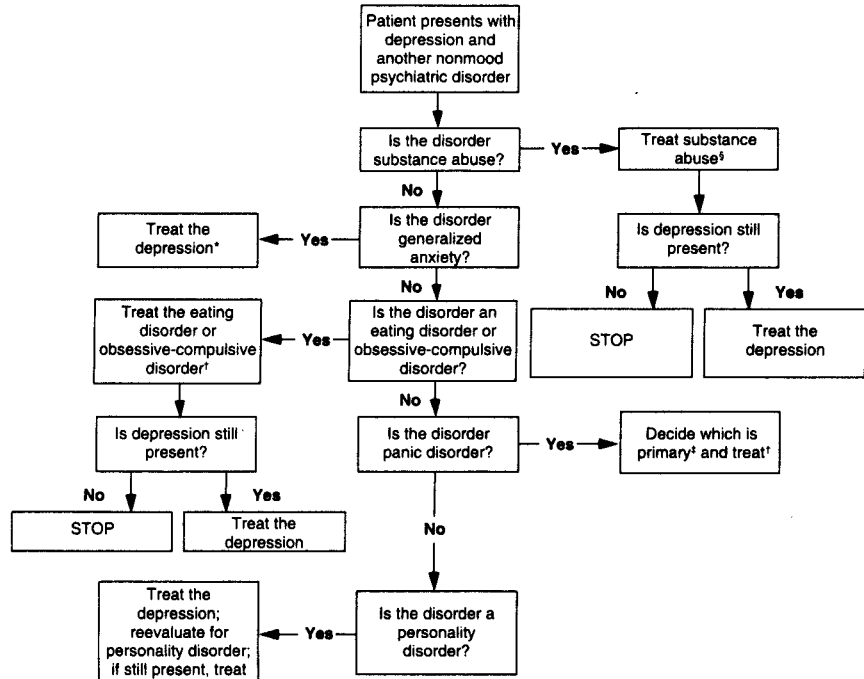 Patient presents with
depression and
another nonmood
psychiatric disorder
Is the disorder
substance abuse?
Yes
Treat substance
abuse§
No
Is the disorder
generalized
anxiety?
Yes
Treat the
depression*
Is depression still
present?
No
Yes
STOP
Treat the
depression
No
Is the disorder an
eating disorder or
obsessive-compulsive
disorder?
Yes
Treat the eating
disorder or
obsessive-compulsive
disorder†
Is depression still
present?
No
Yes
STOP
Treat the
depression
No
Is the disorder
panic disorder?
Yes
Decide which is
primary‡ and treat†
No
Is the disorder a
personality
disorder?
Yes
Treat the
depression;
reevaluate for
personality disorder;
if still present, treat